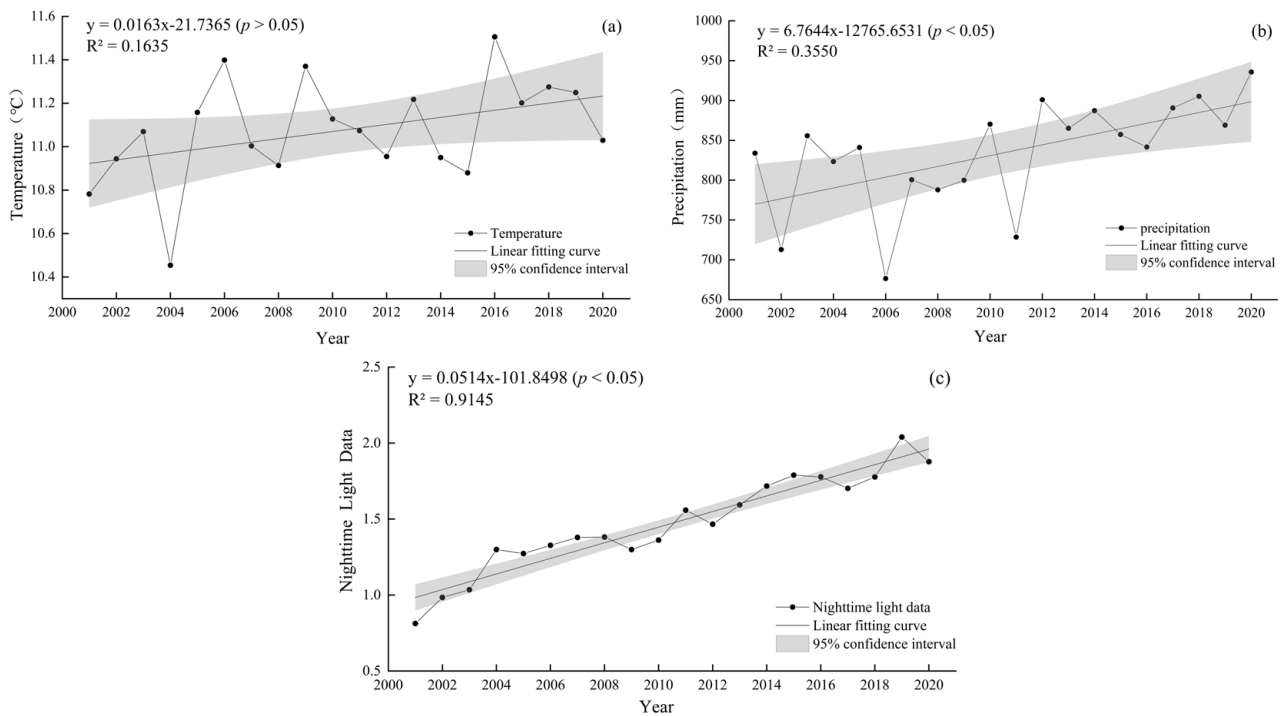 y = 0.0163x-21.7365 (p > 0.05)
R² = 0.1635
(a)
11.6
11.4
11.2
11.0
10.8
10.6
10.4
Temperature (℃)
Temperature
Linear fitting curve
95% confidence interval
2000 2002 2004 2006 2008 2010 2012 2014 2016 2018 2020
Year
y = 6.7644x-12765.6531 (p < 0.05)
R² = 0.3550
(b)
1000
950
900
850
800
750
700
650
Precipitation (mm)
precipitation
Linear fitting curve
95% confidence interval
2000 2002 2004 2006 2008 2010 2012 2014 2016 2018 2020
Year
y = 0.0514x-101.8498 (p < 0.05)
R² = 0.9145
(c)
2.5
2.0
1.5
1.0
0.5
Nighttime Light Data
Nighttime light data
Linear fitting curve
95% confidence interval
2000 2002 2004 2006 2008 2010 2012 2014 2016 2018 2020
Year